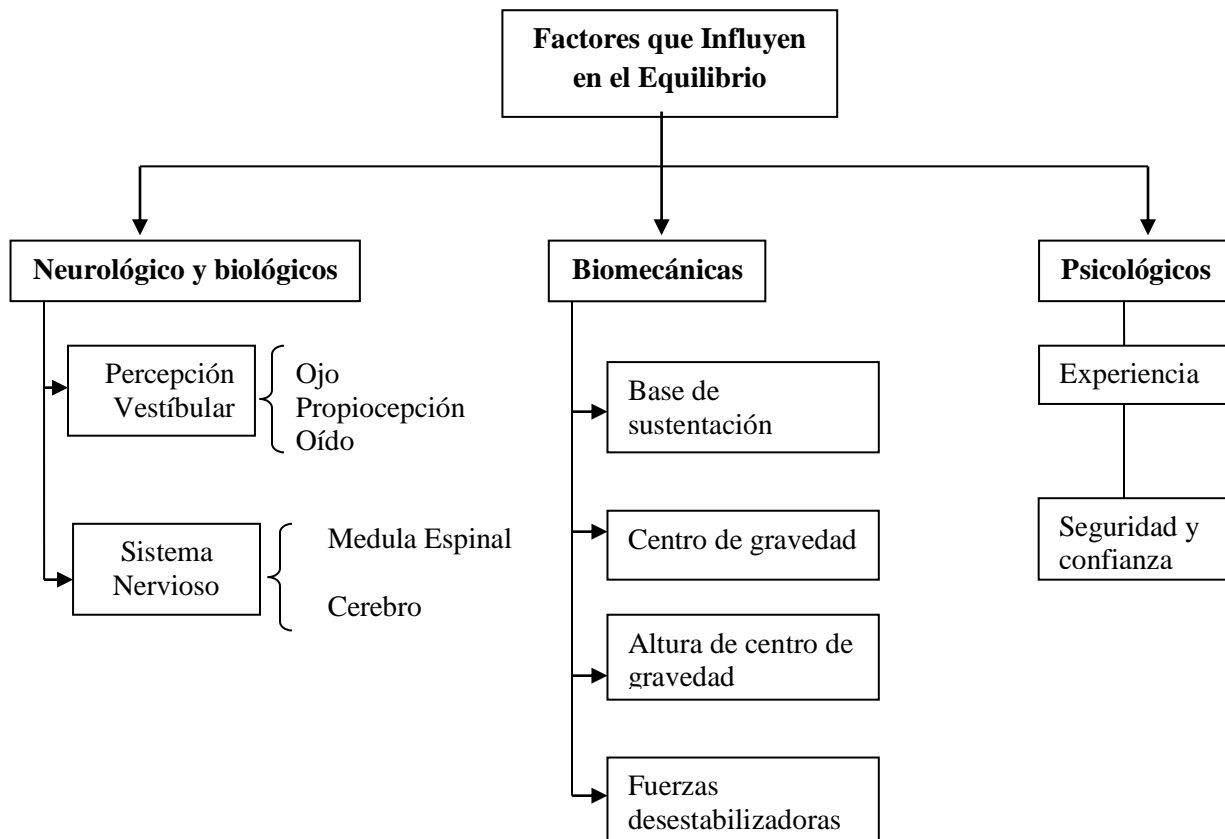 Factores que Influyen
en el Equilibrio
Neurológico y biológicos
Biomecánicas
Psicológicos
Percepción
Vestíbular
Ojo
Propiocepción
Oído
Sistema
Nervioso
Medula Espinal
Cerebro
Base de
sustentación
Centro de gravedad
Altura de centro de
gravedad
Fuerzas
desestabilizadoras
Experiencia
Seguridad y
confianza